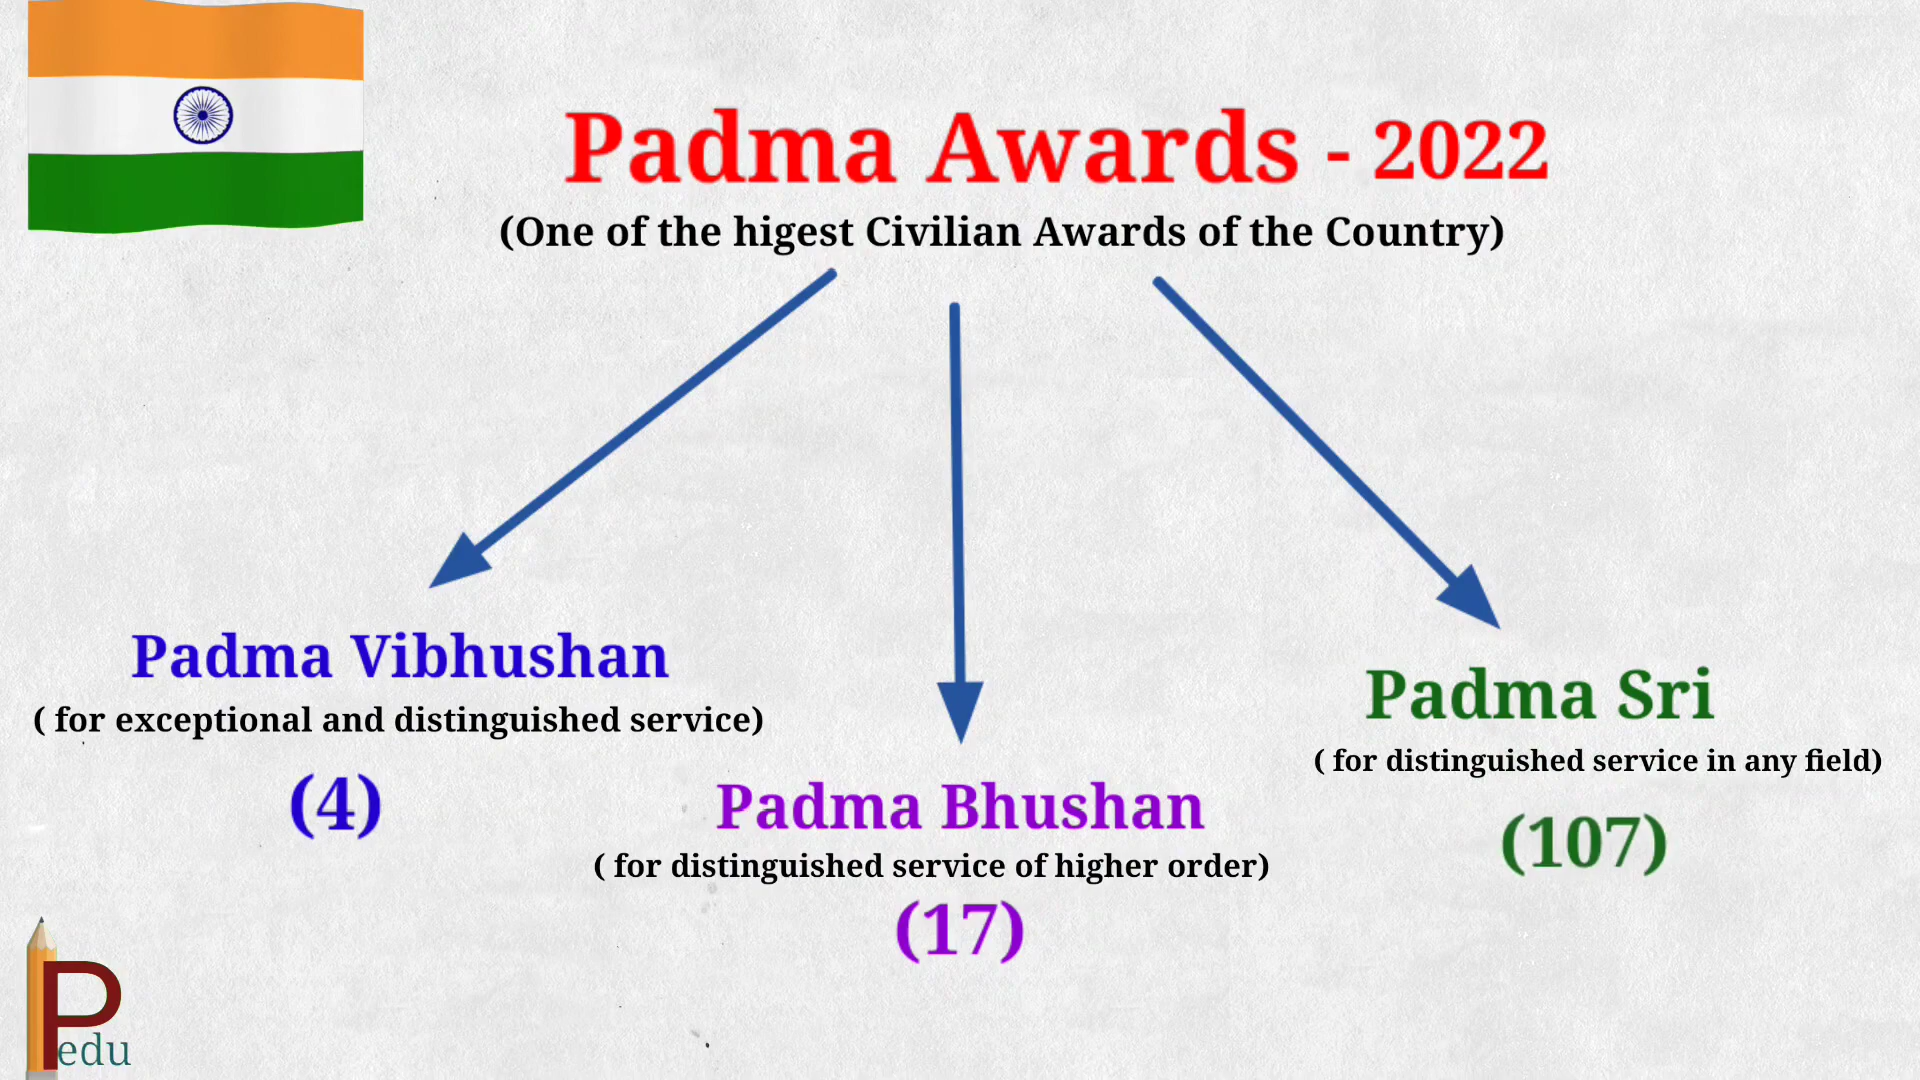 Padma Awards - 2022
(One of the higest Civilian Awards of the Country)
Padma Vibhushan
( for exceptional and distinguished service)
(4)
Padma Bhushan
( for distinguished service of higher order)
(17)
Padma Sri
( for distinguished service in any field)
(107)
P
edu